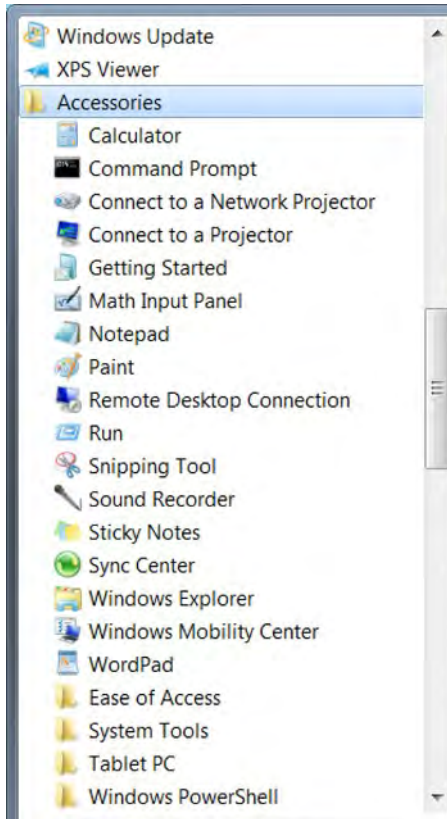 Windows Update
XPS Viewer
Accessories
Calculator
Command Prompt
Connect to a Network Projector
Connect to a Projector
Getting Started
Math Input Panel
Notepad
Paint
Remote Desktop Connection
Run
Snipping Tool
Sound Recorder
Sticky Notes
Sync Center
Windows Explorer
Windows Mobility Center
WordPad
Ease of Access
System Tools
Tablet PC
Windows PowerShell